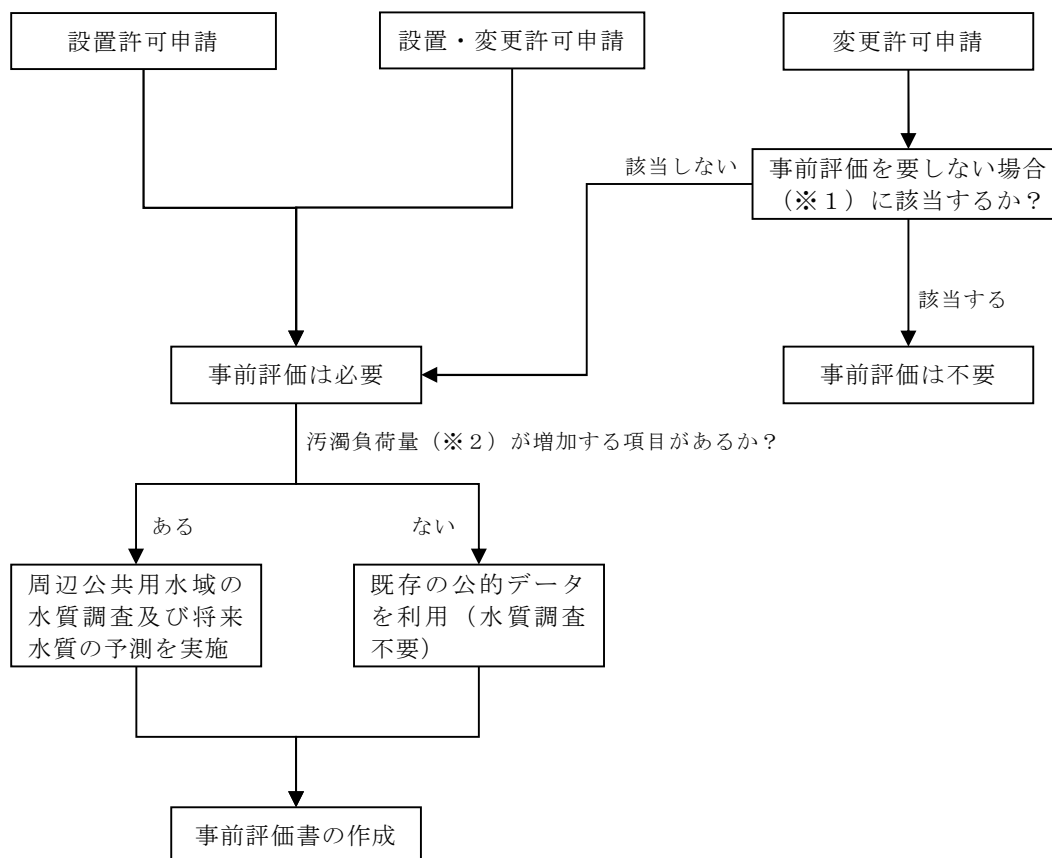 設置許可申請
設置・変更許可申請
変更許可申請
該当しない
事前評価を要しない場合
（※１）に該当するか？
該当する
事前評価は必要
事前評価は不要
汚濁負荷量（※２）が増加する項目があるか？
ある
ない
周辺公共用水域の
水質調査及び将来
水質の予測を実施
既存の公的データ
を利用（水質調査
不要）
事前評価書の作成